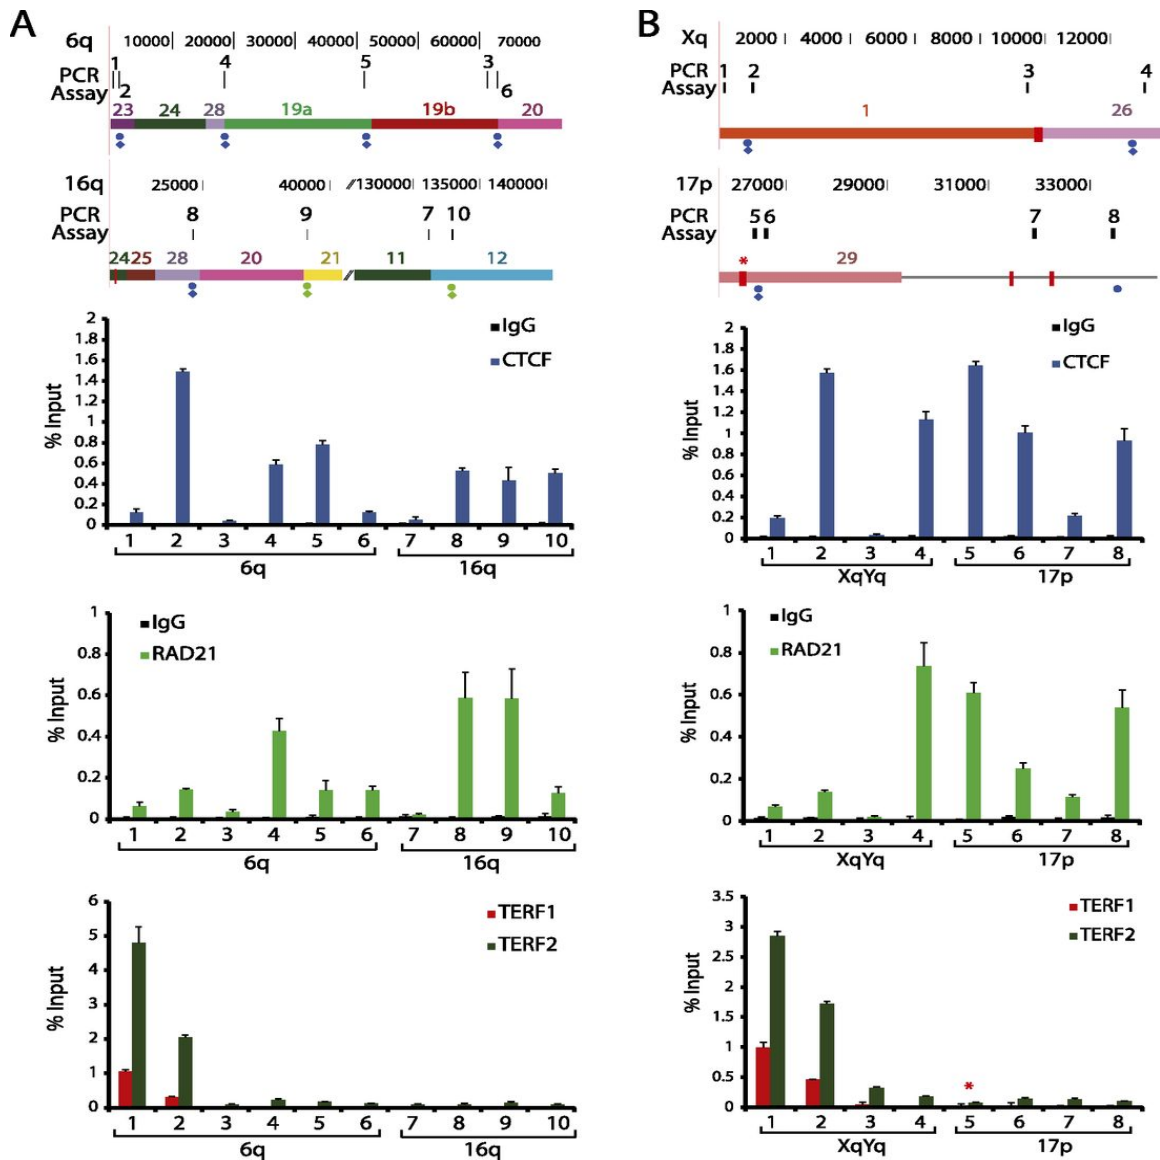 A
6q 10000 20000 30000 40000 50000 60000 70000
PCR Assay 1 2 4 5 3 6
23 24 28 19a 19b 20
16q 25000 40000 // 130000 135000 140000
PCR Assay 8 9 7 10
24 25 28 20 21 // 11 12
% Input
2
1.8
1.6
1.4
1.2
1
0.8
0.6
0.4
0.2
0
IgG
CTCF
1 2 3 4 5 6 7 8 9 10
6q 16q
% Input
1
0.8
0.6
0.4
0.2
0
IgG
RAD21
1 2 3 4 5 6 7 8 9 10
6q 16q
% Input
6
5
4
3
2
1
0
TERF1
TERF2
1 2 3 4 5 6 7 8 9 10
6q 16q
B
Xq 2000 4000 6000 8000 10000 12000
PCR Assay 1 2 3 4
1 26
17p 27000 29000 31000 33000
PCR Assay 5 6 7 8
* 29
% Input
2
1.8
1.6
1.4
1.2
1
0.8
0.6
0.4
0.2
0
IgG
CTCF
1 2 3 4 5 6 7 8
XqYq 17p
% Input
1
0.8
0.6
0.4
0.2
0
IgG
RAD21
1 2 3 4 5 6 7 8
XqYq 17p
% Input
3.5
3
2.5
2
1.5
1
0.5
0
TERF1
TERF2
*
1 2 3 4 5 6 7 8
XqYq 17p